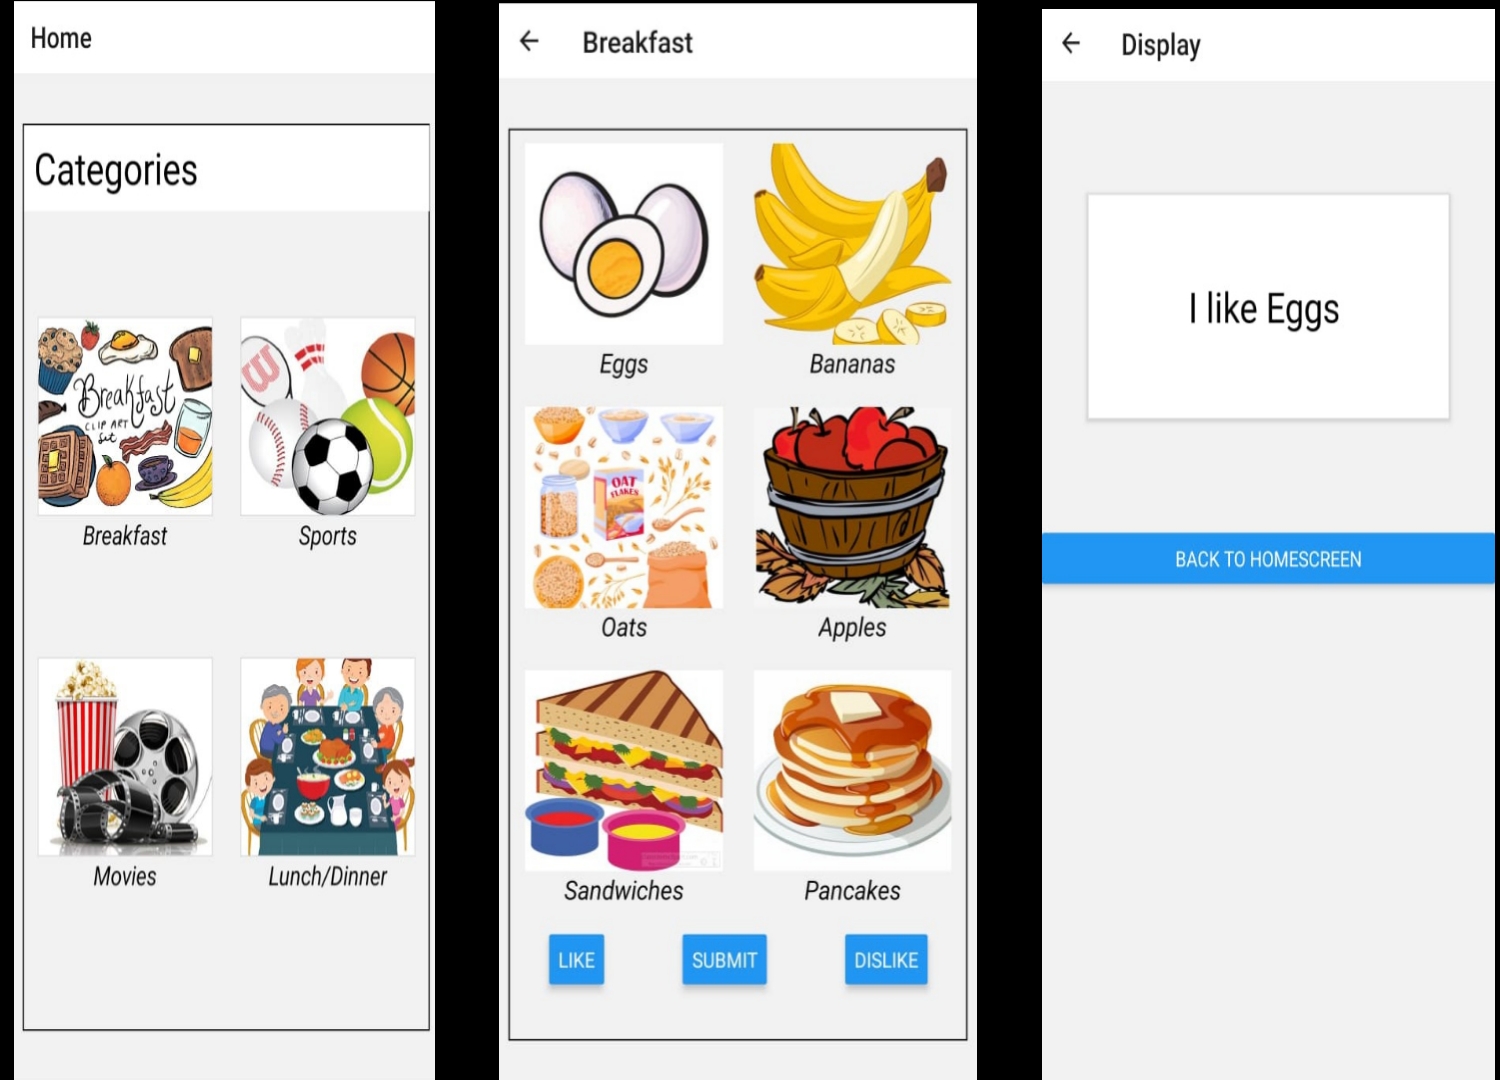 Home
Categories
Breakfast
CLIP ART
Set
Breakfast
Sports
Movies
Lunch/Dinner
Breakfast
Eggs
Bananas
OAT
FLAKES
Oats
Apples
Sandwiches
Pancakes
LIKE
SUBMIT
DISLIKE
Display
I like Eggs
BACK TO HOMESCREEN